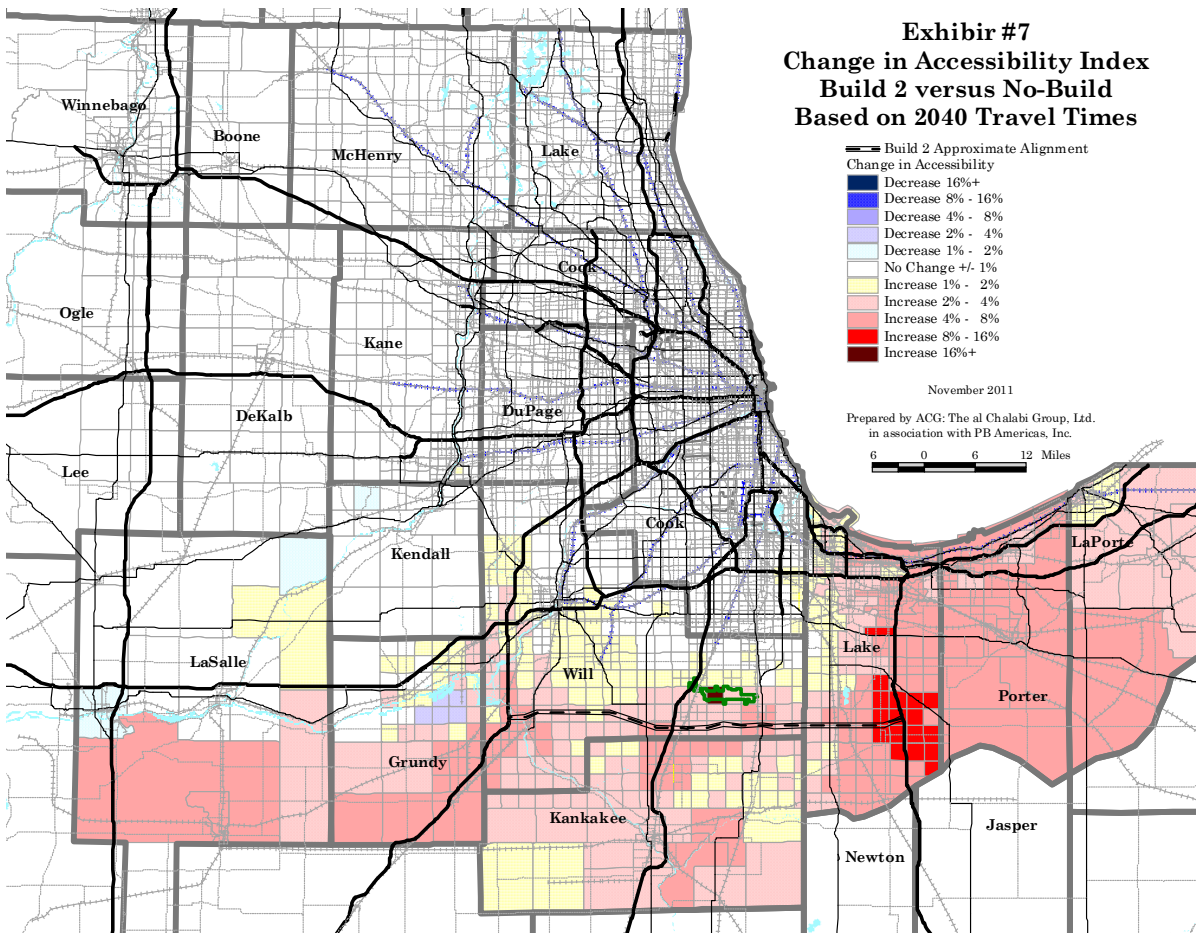 Exhibir #7
Change in Accessibility Index
Build 2 versus No-Build
Based on 2040 Travel Times
Build 2 Approximate Alignment
Change in Accessibility
Decrease 16%+
Decrease 8% - 16%
Decrease 4% - 8%
Decrease 2% - 4%
Decrease 1% - 2%
No Change +/- 1%
Increase 1% - 2%
Increase 2% - 4%
Increase 4% - 8%
Increase 8% - 16%
Increase 16%+
November 2011
Prepared by ACG: The al Chalabi Group, Ltd.
in association with PB Americas, Inc.
6 0 6 12 Miles
Winnebago
Boone
McHenry
Lake
Cook
Ogle
Kane
DeKalb
DuPage
Lee
Cook
Kendall
LaPorte
LaSalle
Will
Lake
Porter
Grundy
Kankakee
Jasper
Newton